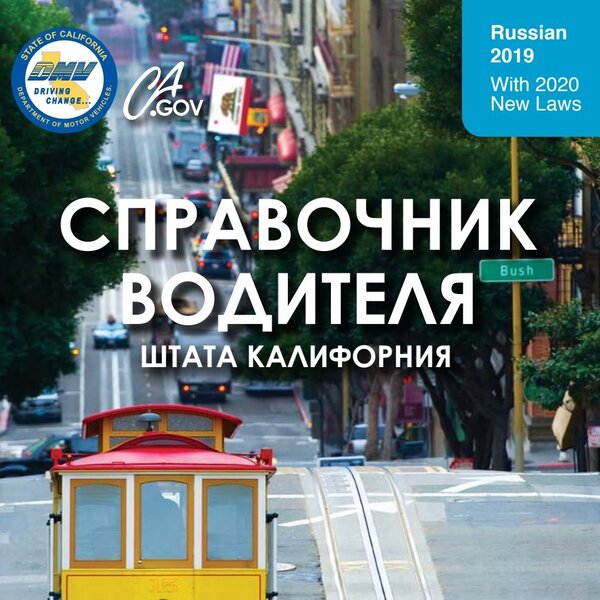 STATE OF CALIFORNIA
DMV
DRIVING
CHANGE...
DEPARTMENT OF MOTOR VEHICLES
CA.GOV
Russian
2019
With 2020
New Laws
СПРАВОЧНИК
ВОДИТЕЛЯ
ШТАТА КАЛИФОРНИЯ
Bush
15